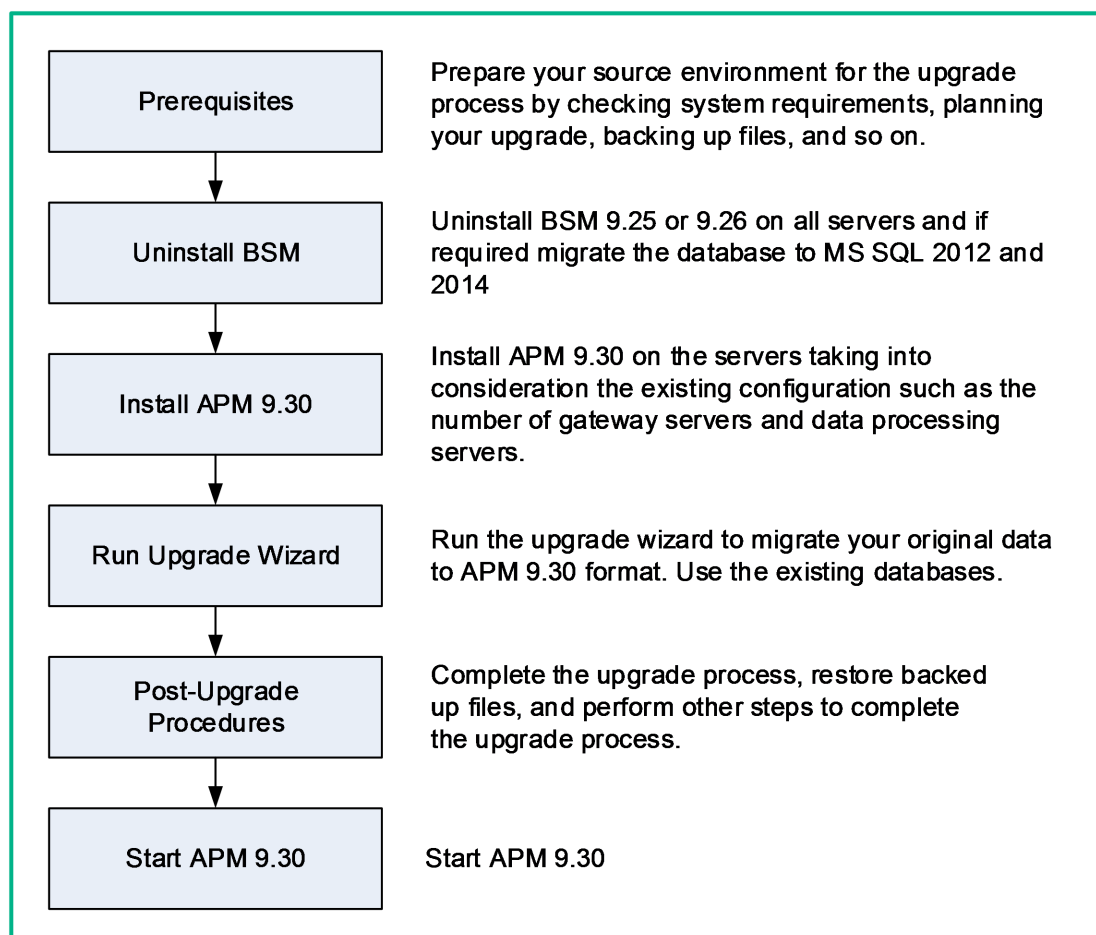 Prerequisites
Prepare your source environment for the upgrade
process by checking system requirements, planning
your upgrade, backing up files, and so on.
Uninstall BSM
Uninstall BSM 9.25 or 9.26 on all servers and if
required migrate the database to MS SQL 2012 and
2014
Install APM 9.30
Install APM 9.30 on the servers taking into
consideration the existing configuration such as the
number of gateway servers and data processing
servers.
Run Upgrade Wizard
Run the upgrade wizard to migrate your original data
to APM 9.30 format. Use the existing databases.
Post-Upgrade
Procedures
Complete the upgrade process, restore backed
up files, and perform other steps to complete
the upgrade process.
Start APM 9.30
Start APM 9.30